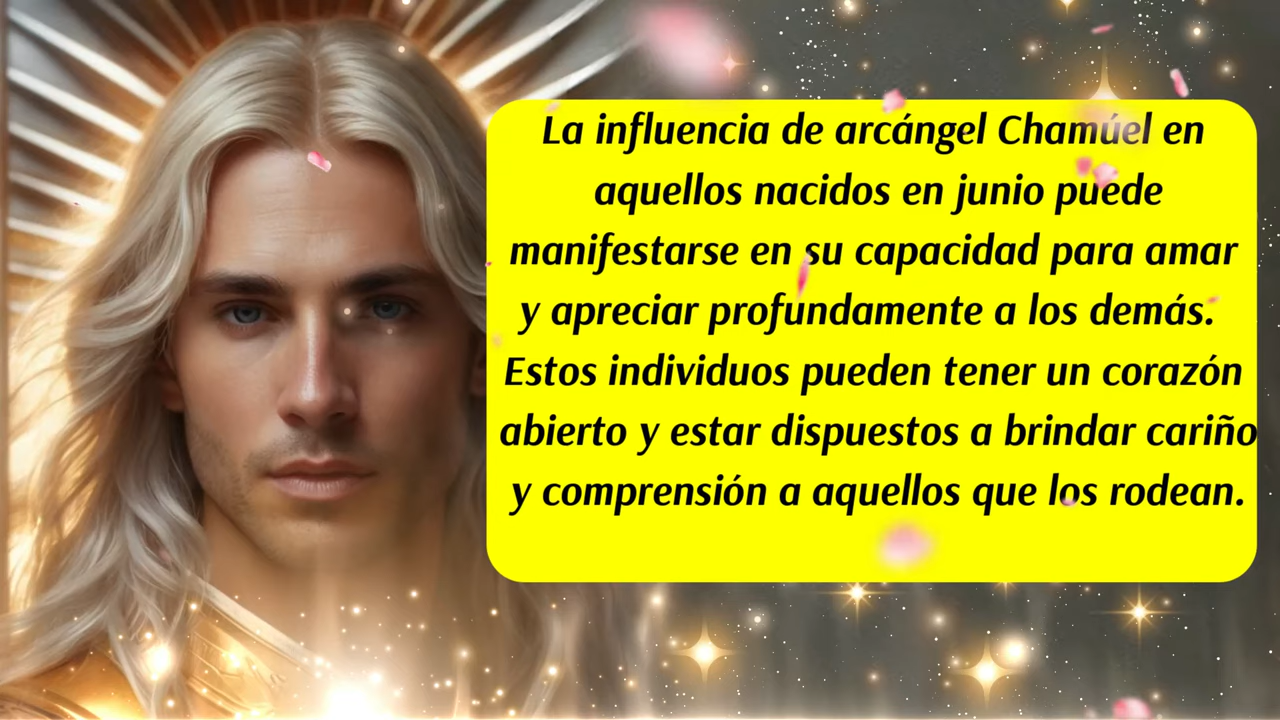 La influencia de arcángel Chamúel en
aquellos nacidos en junio puede
manifestarse en su capacidad para amar
y apreciar profundamente a los demás.
Estos individuos pueden tener un corazón
abierto y estar dispuestos a brindar cariño
y comprensión a aquellos que los rodean.